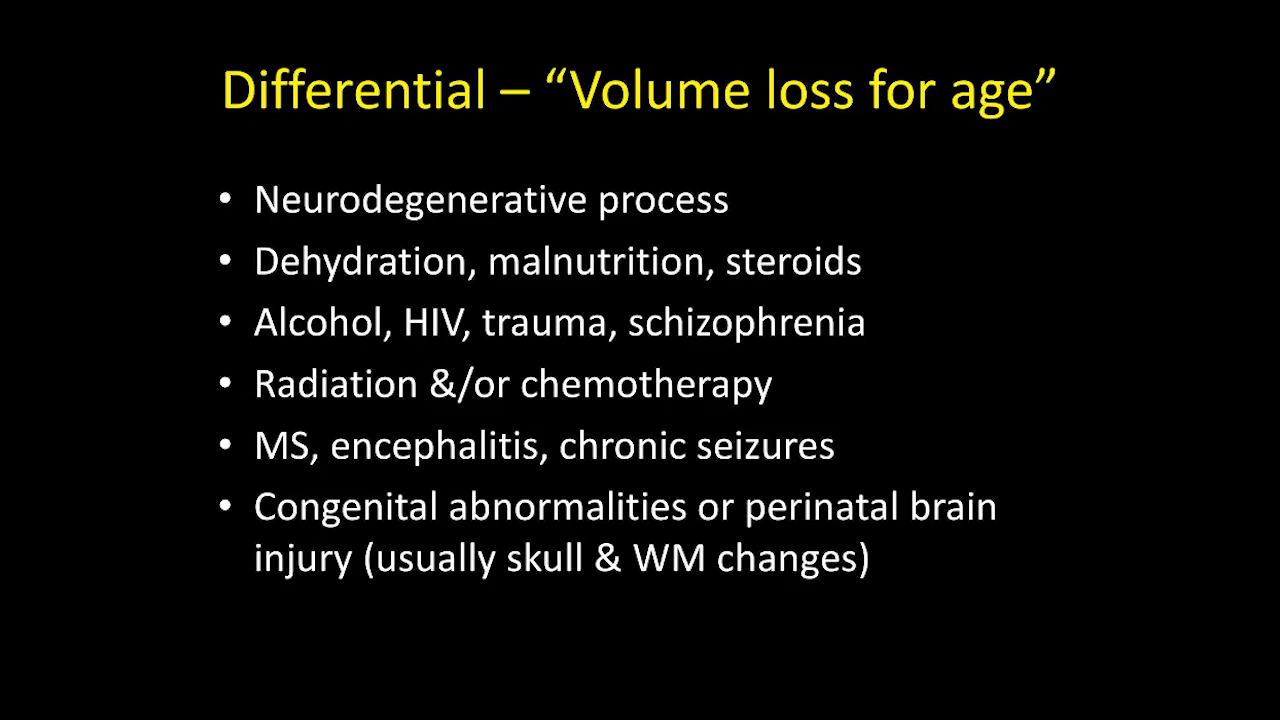 Differential – “Volume loss for age”
• Neurodegenerative process
• Dehydration, malnutrition, steroids
• Alcohol, HIV, trauma, schizophrenia
• Radiation &/or chemotherapy
• MS, encephalitis, chronic seizures
• Congenital abnormalities or perinatal brain
injury (usually skull & WM changes)